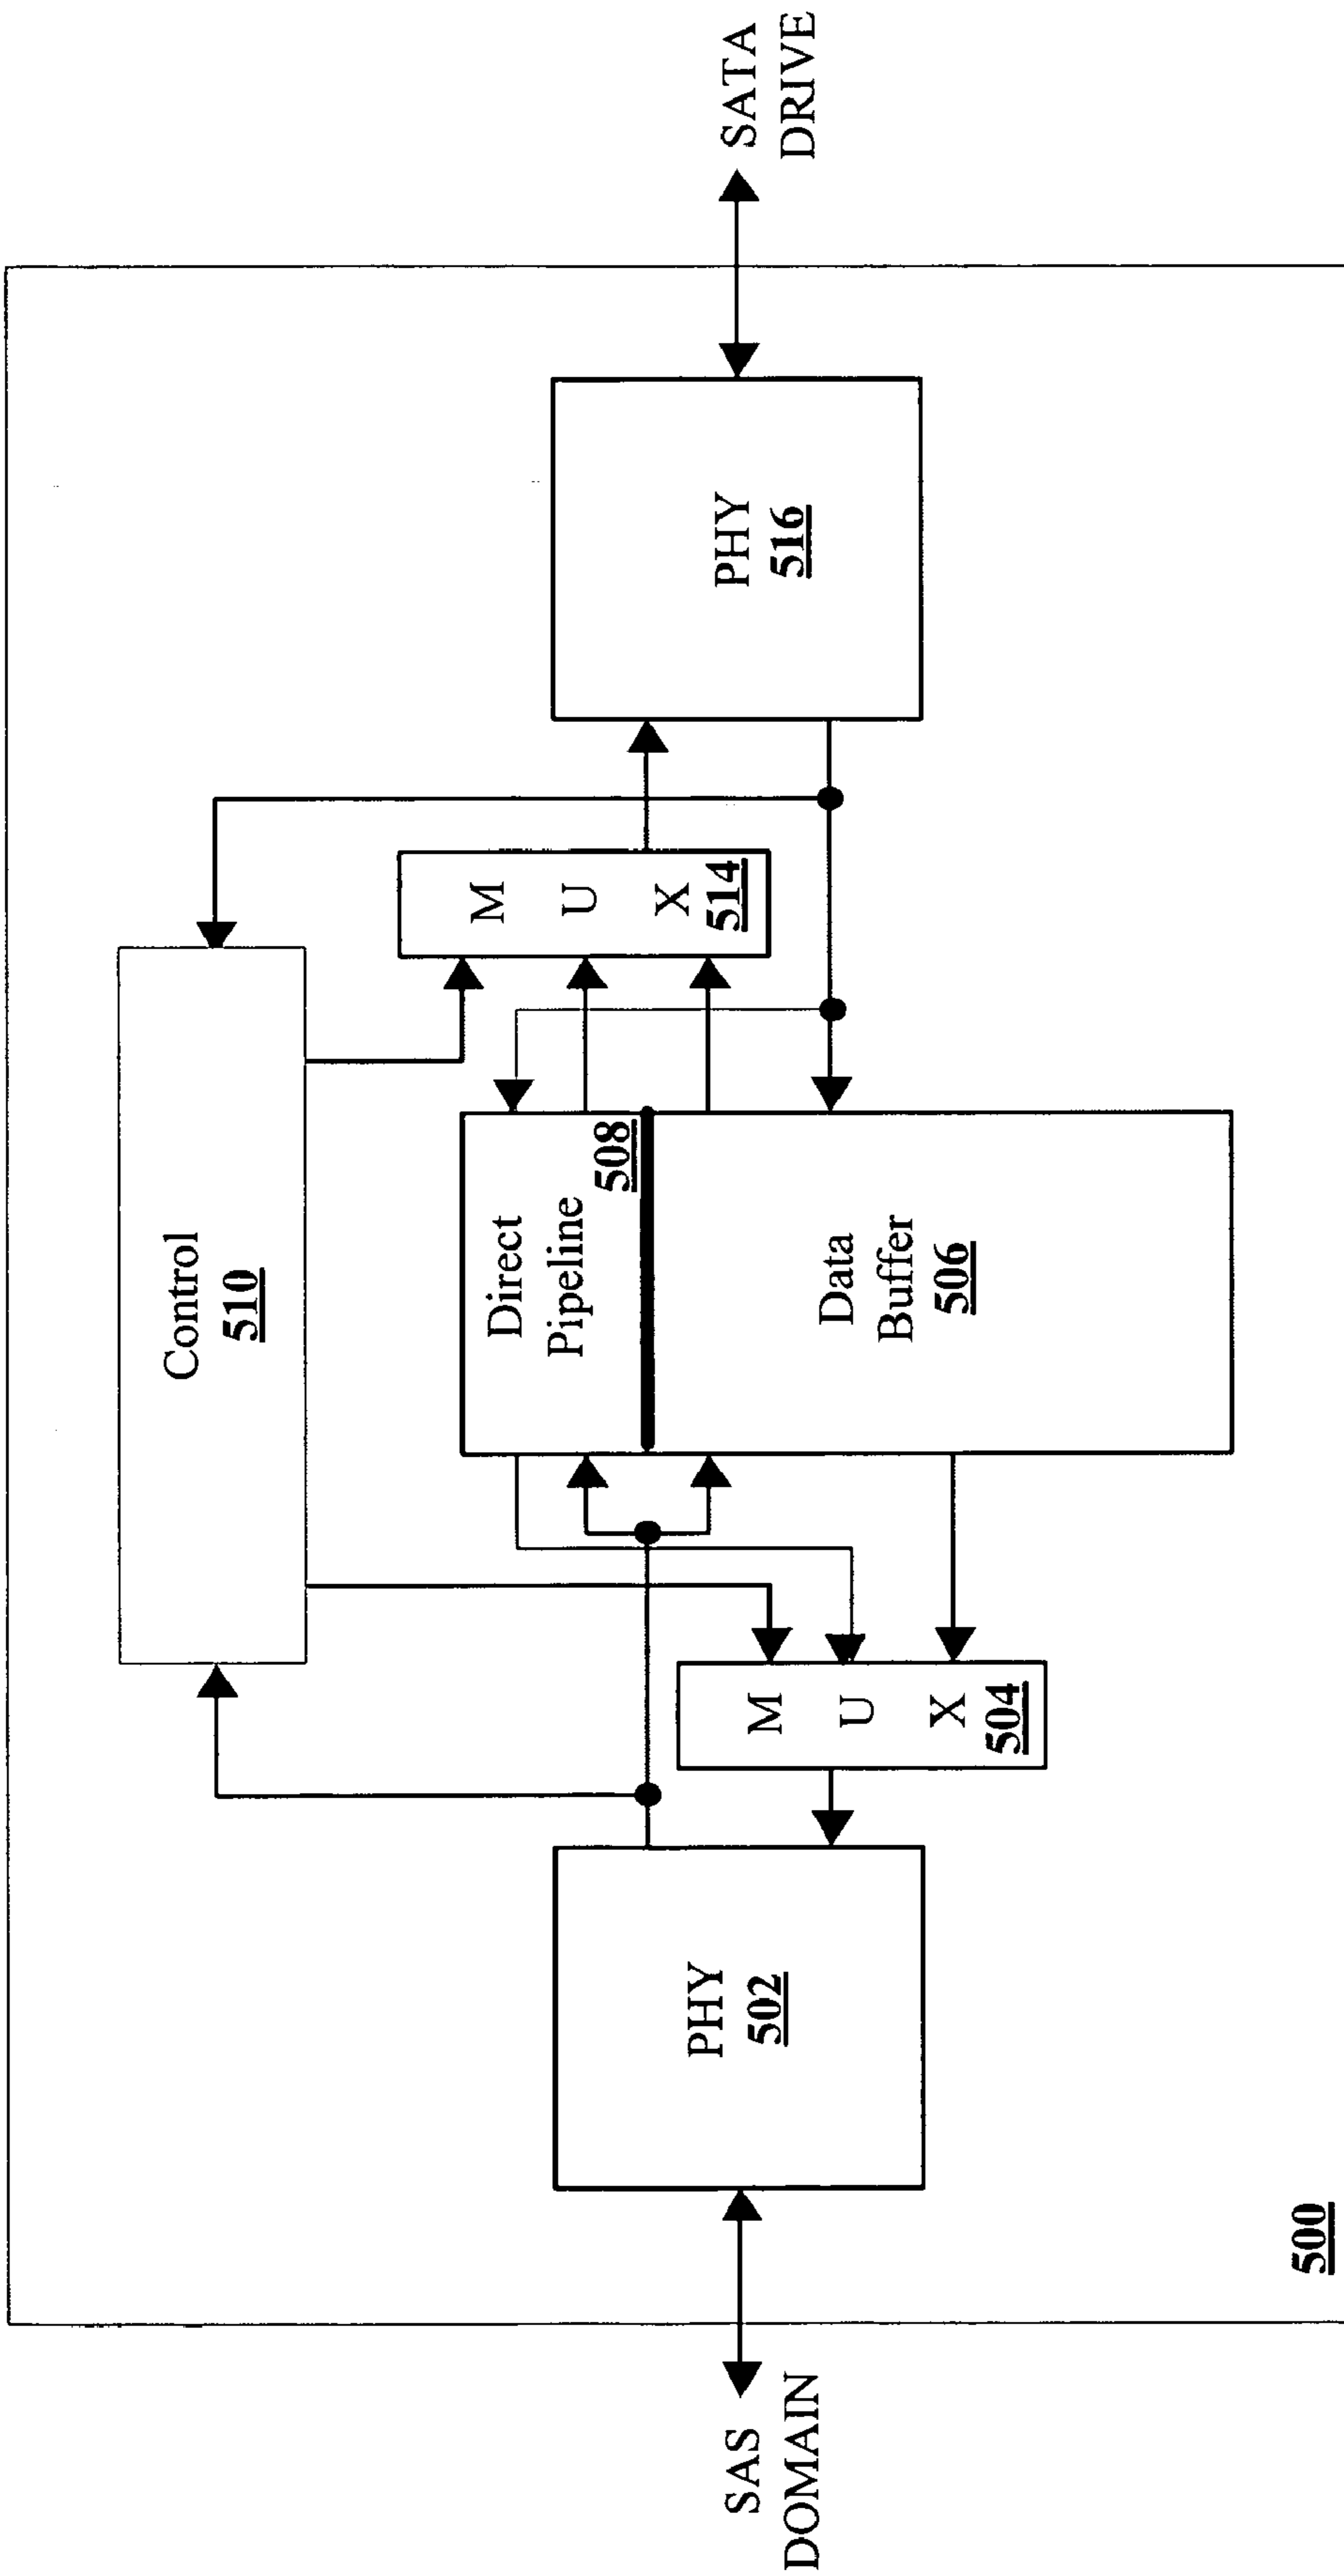 Control
510
SAS
DOMAIN
PHY
502
M
U
X
504
Direct
Pipeline
508
Data
Buffer
506
M
U
X
514
PHY
516
SATA
DRIVE
500